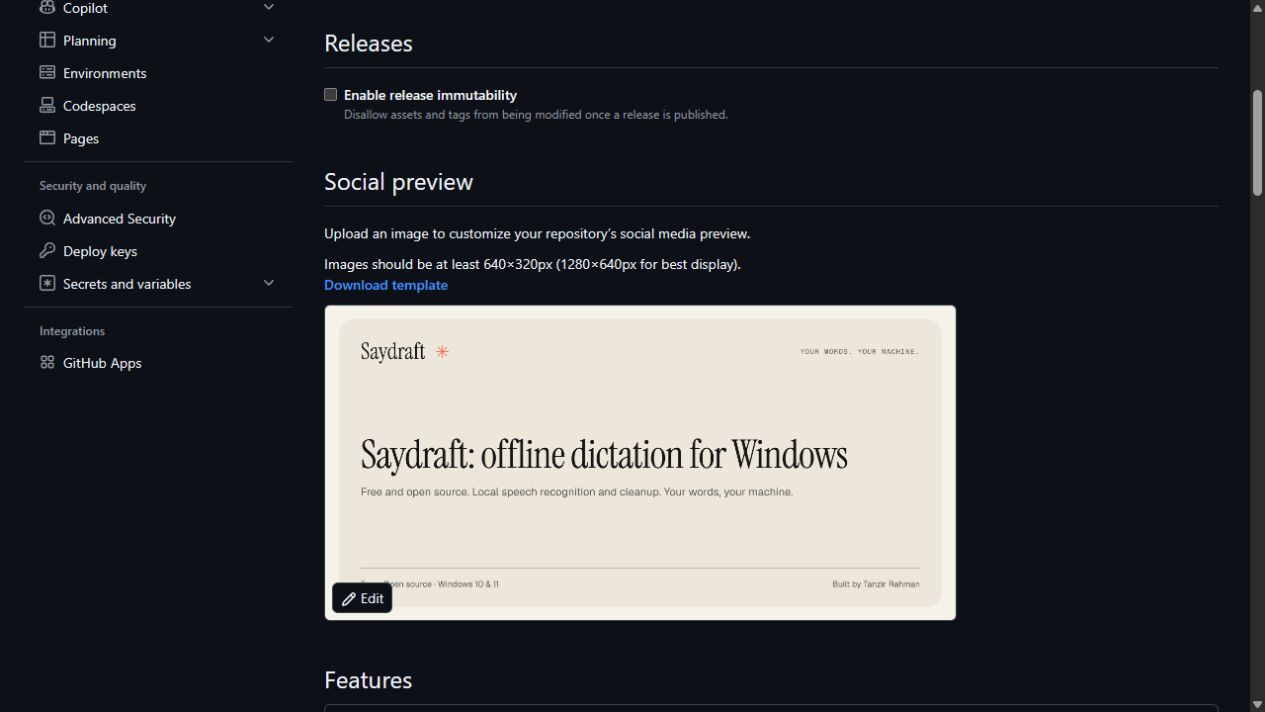 Copilot
Planning
Environments
Codespaces
Pages
Security and quality
Advanced Security
Deploy keys
Secrets and variables
Integrations
GitHub Apps
Releases
Enable release immutability
Disallow assets and tags from being modified once a release is published.
Social preview
Upload an image to customize your repository’s social media preview.
Images should be at least 640×320px (1280×640px for best display).
Download template
Saydraft
YOUR WORDS. YOUR MACHINE.
Saydraft: offline dictation for Windows
Free and open source. Local speech recognition and cleanup. Your words, your machine.
Open source · Windows 10 & 11
Built by Tanzir Rahman
Edit
Features